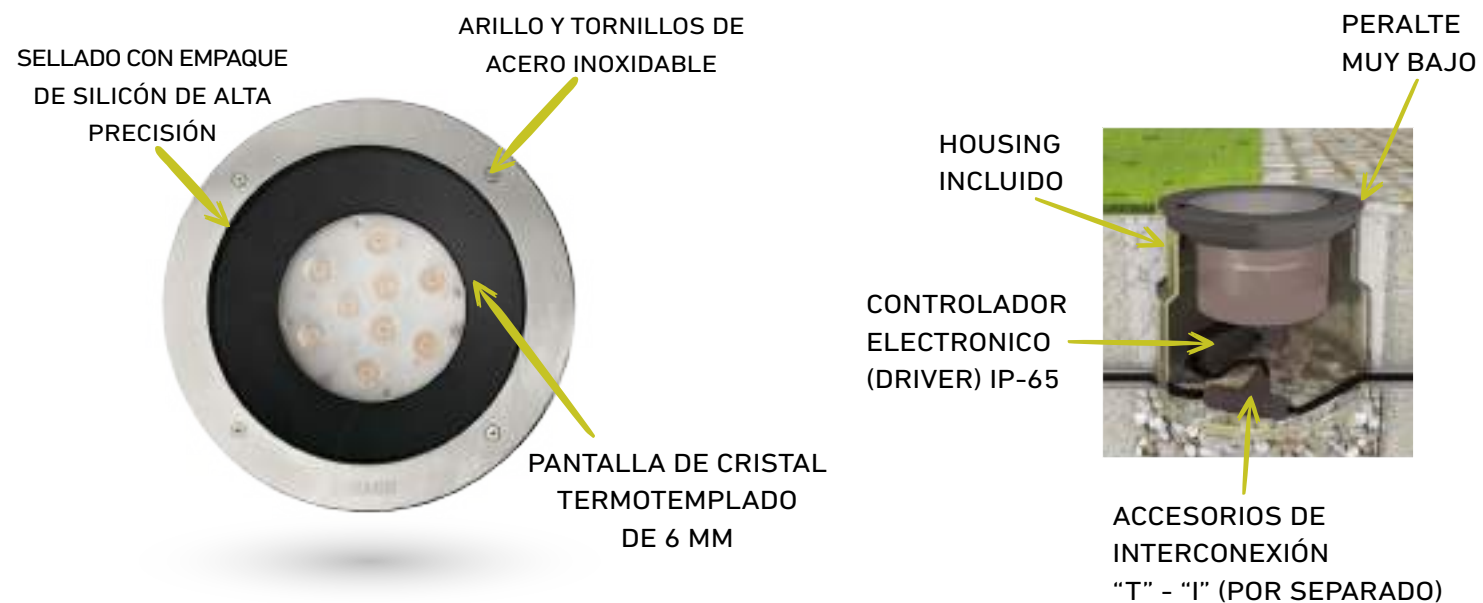 SELLADO CON EMPAQUE
DE SILICÓN DE ALTA
PRECISIÓN
ARILLO Y TORNILLOS DE
ACERO INOXIDABLE
PANTALLA DE CRISTAL
TERMOTEMPLADO
DE 6 MM
PERALTE
MUY BAJO
HOUSING
INCLUIDO
CONTROLADOR
ELECTRONICO
(DRIVER) IP-65
ACCESORIOS DE
INTERCONEXIÓN
“T” - “I” (POR SEPARADO)